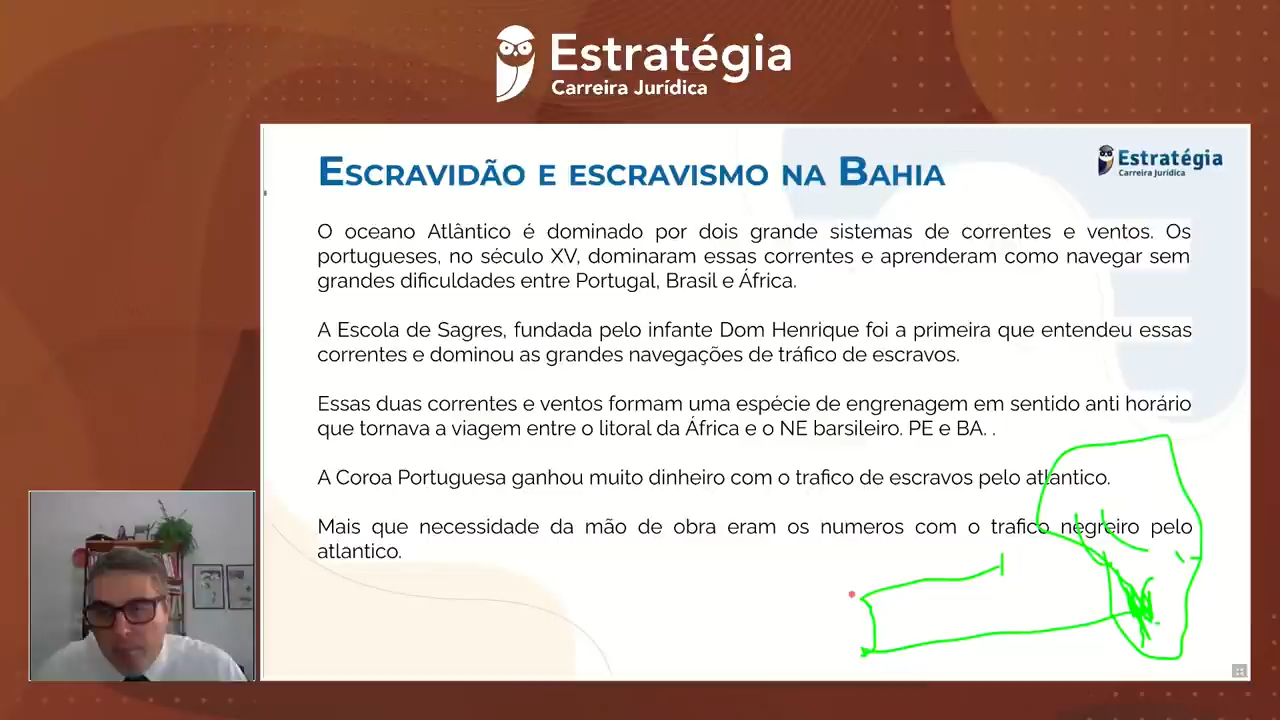 Estratégia
Carreira Jurídica
ESCRAVIDÃO E ESCRAVISMO NA BAHIA
Estratégia
Carreira Jurídica
O oceano Atlântico é dominado por dois grande sistemas de correntes e ventos. Os
portugueses, no século XV, dominaram essas correntes e aprenderam como navegar sem
grandes dificuldades entre Portugal, Brasil e África.
A Escola de Sagres, fundada pelo infante Dom Henrique foi a primeira que entendeu essas
correntes e dominou as grandes navegações de tráfico de escravos.
Essas duas correntes e ventos formam uma espécie de engrenagem em sentido anti horário
que tornava a viagem entre o litoral da África e o NE barsileiro. PE e BA. .
A Coroa Portuguesa ganhou muito dinheiro com o trafico de escravos pelo atlantico.
Mais que necessidade da mão de obra eram os numeros com o trafico negreiro pelo
atlantico.